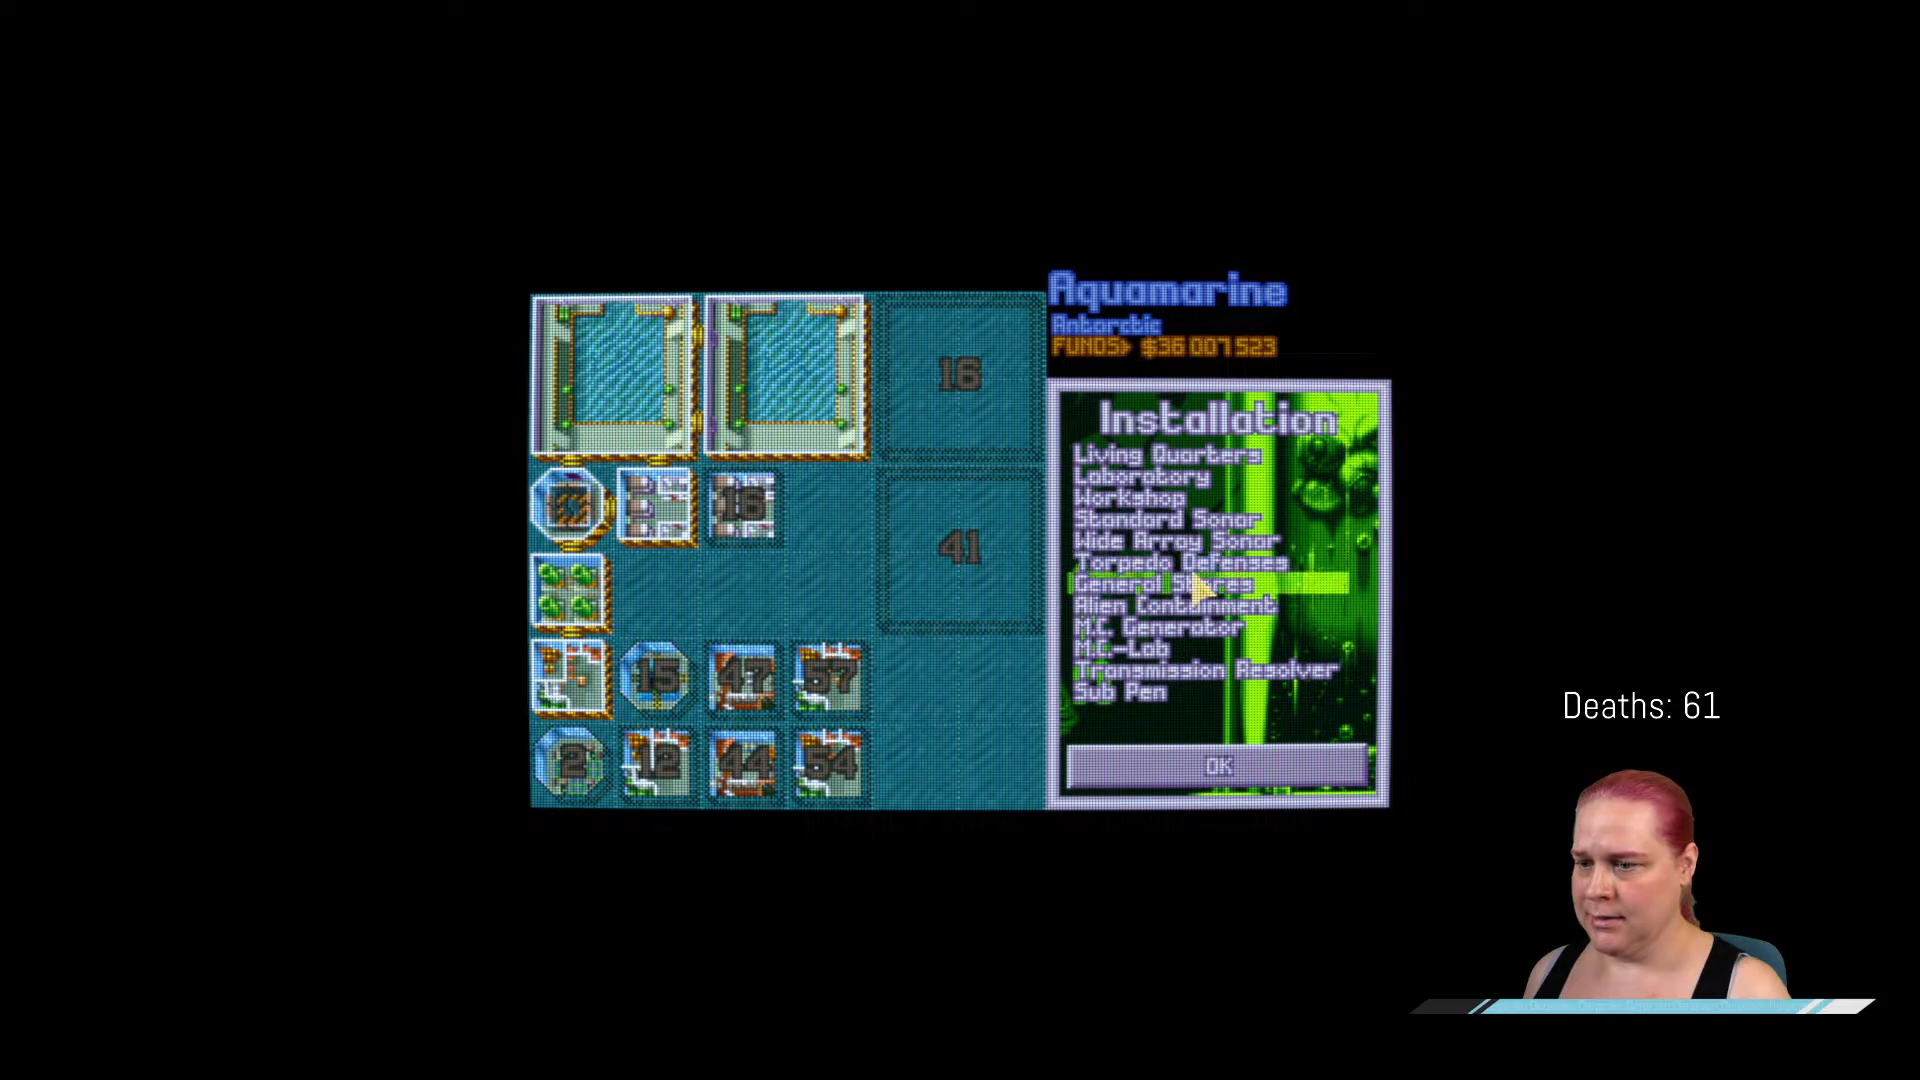 Aquamarine
Antarctic
FUNDS> $36 007 523
16
Installation
Living Quarters
Laboratory
Workshop
Standard Sonar
16
Wide Array Sonar
41
Torpedo Defenses
General Stores
Alien Containment
M.C. Generator
M.C.-Lab
15
47
57
Transmission Resolver
Sub Pen
Deaths: 61
2
12
44
54
OK